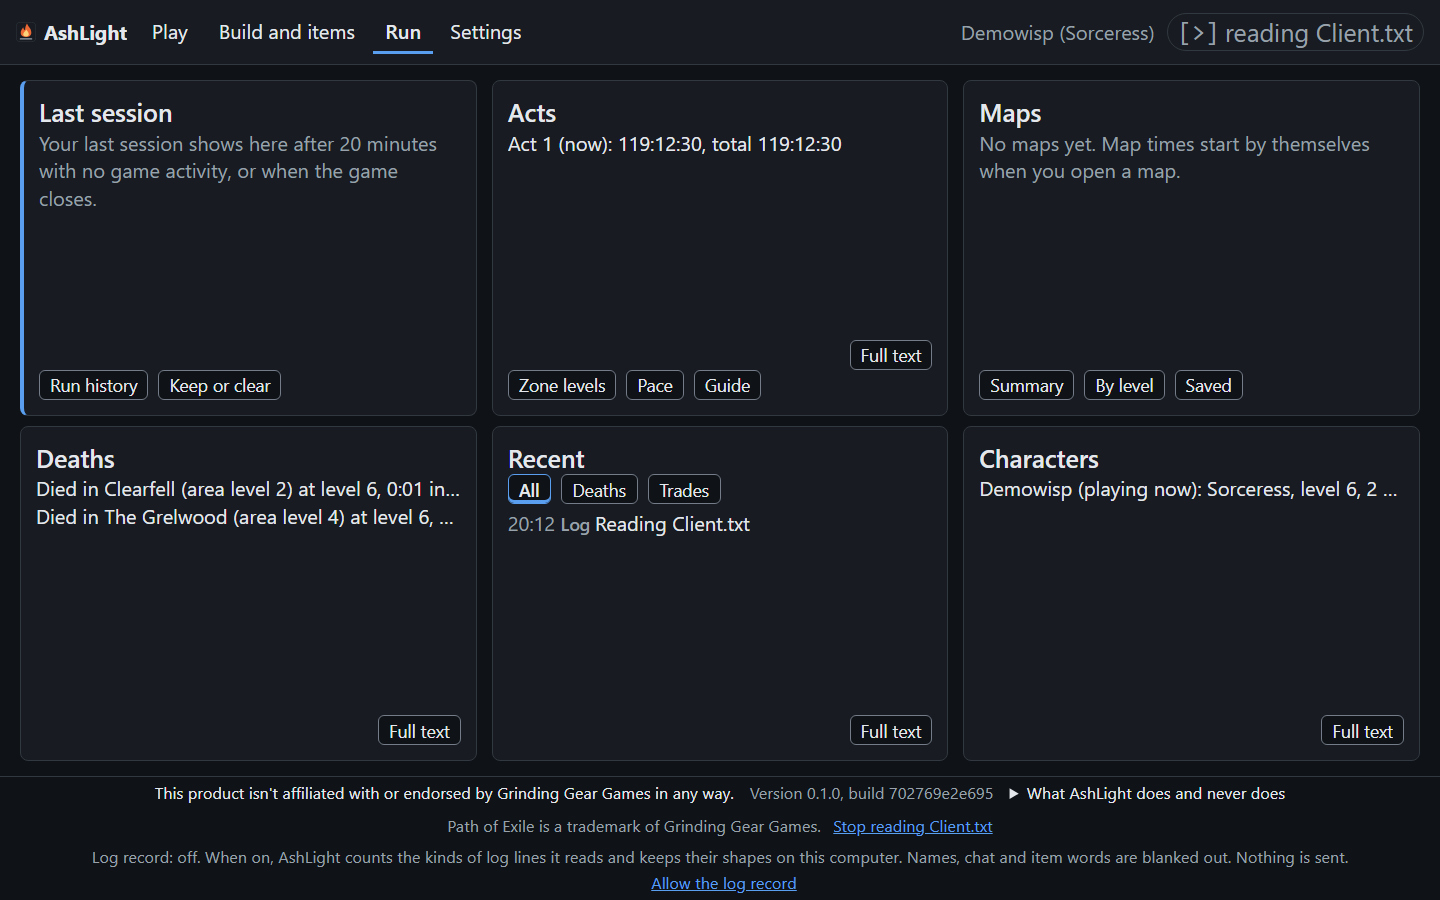 AshLight Play Build and items Run Settings Demowisp (Sorceress) [>] reading Client.txt
Last session
Your last session shows here after 20 minutes
with no game activity, or when the game
closes.
Run history Keep or clear
Acts
Act 1 (now): 119:12:30, total 119:12:30
Full text
Zone levels Pace Guide
Maps
No maps yet. Map times start by themselves
when you open a map.
Summary By level Saved
Deaths
Died in Clearfell (area level 2) at level 6, 0:01 in...
Died in The Grelwood (area level 4) at level 6, ...
Full text
Recent
All Deaths Trades
20:12 Log Reading Client.txt
Full text
Characters
Demowisp (playing now): Sorceress, level 6, 2 ...
Full text
This product isn't affiliated with or endorsed by Grinding Gear Games in any way. Version 0.1.0, build 702769e2e695 ▶ What AshLight does and never does
Path of Exile is a trademark of Grinding Gear Games. Stop reading Client.txt
Log record: off. When on, AshLight counts the kinds of log lines it reads and keeps their shapes on this computer. Names, chat and item words are blanked out. Nothing is sent.
Allow the log record